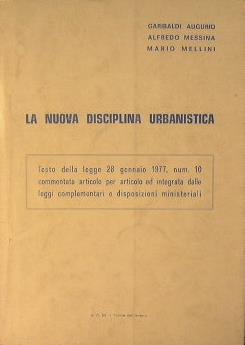 GARIBALDI AUGURIO
ALFREDO MESSINA
MARIO MELLINI
LA NUOVA DISCIPLINA URBANISTICA
Testo della legge 28 gennaio 1977, num. 10
commentata articolo per articolo ed integrata dalle
leggi complementari e disposizioni ministeriali